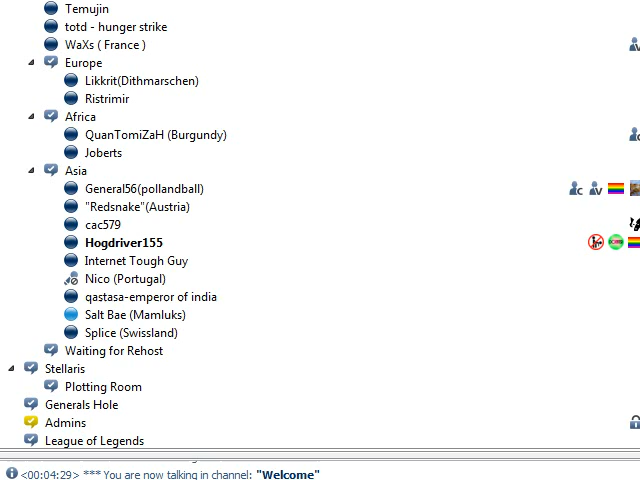 Temujin
totd - hunger strike
WaXs ( France )
Europe
Likkrit(Dithmarschen)
Ristrimir
Africa
QuanTomiZaH (Burgundy)
Joberts
Asia
General56(pollandball)
"Redsnake"(Austria)
cac579
Hogdriver155
Internet Tough Guy
Nico (Portugal)
qastasa-emperor of india
Salt Bae (Mamluks)
Splice (Swissland)
Waiting for Rehost
Stellaris
Plotting Room
Generals Hole
Admins
League of Legends
<00:04:29> *** You are now talking in channel: "Welcome"